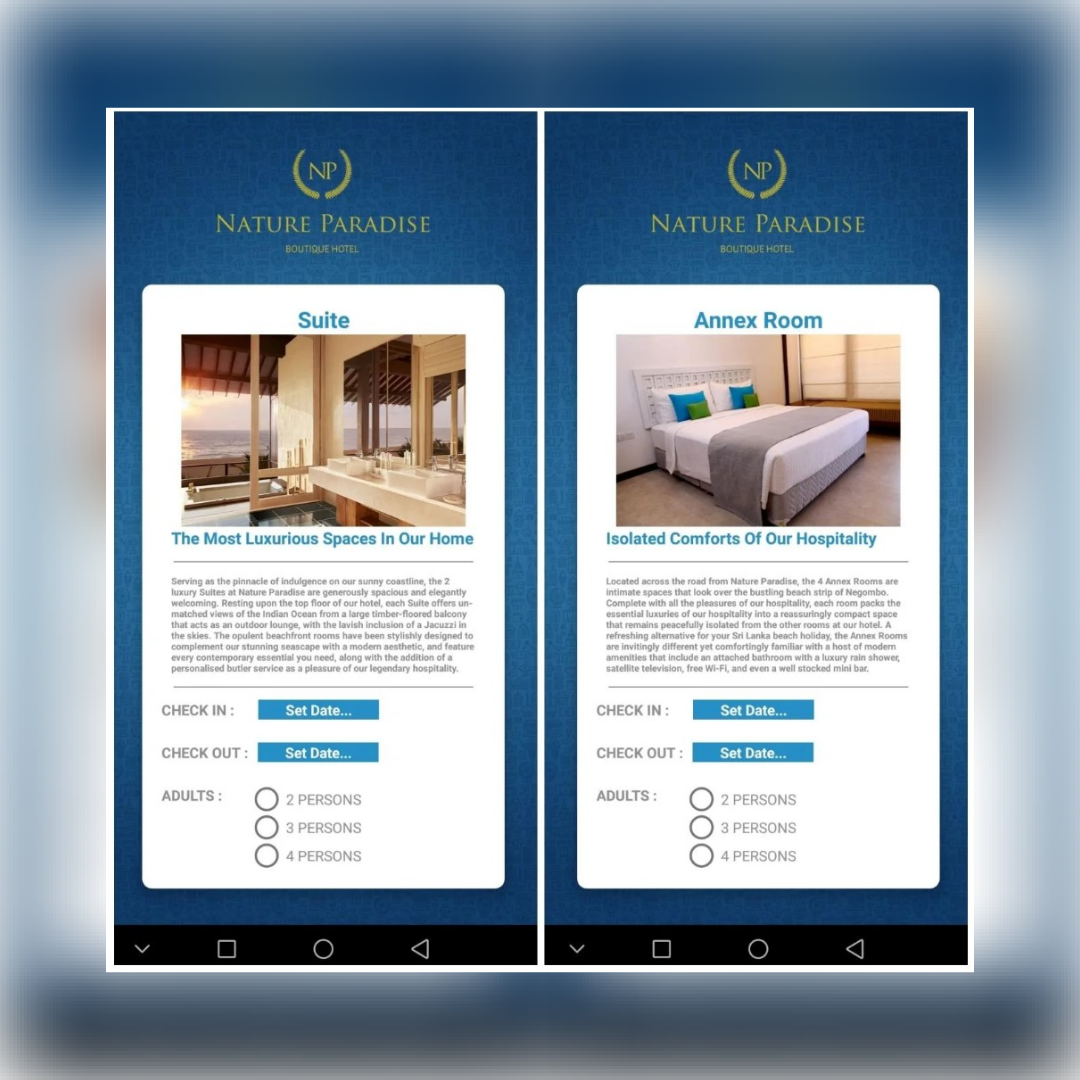 NP
NATURE PARADISE
BOUTIQUE HOTEL
Suite
The Most Luxurious Spaces In Our Home
Serving as the pinnacle of indulgence on our sunny coastline, the 2
luxury Suites at Nature Paradise are generously spacious and elegantly
welcoming. Resting upon the top floor of our hotel, each Suite offers un-
matched views of the Indian Ocean from a large timber-floored balcony
that acts as an outdoor lounge, with the lavish inclusion of a Jacuzzi in
the skies. The opulent beachfront rooms have been stylishly designed to
complement our stunning seascape with a modern aesthetic, and feature
every contemporary essential you need, along with the addition of a
personalised butler service as a pleasure of our legendary hospitality.
CHECK IN :
Set Date...
CHECK OUT :
Set Date...
ADULTS :
2 PERSONS
3 PERSONS
4 PERSONS
NP
NATURE PARADISE
BOUTIQUE HOTEL
Annex Room
Isolated Comforts Of Our Hospitality
Located across the road from Nature Paradise, the 4 Annex Rooms are
intimate spaces that look over the bustling beach strip of Negombo.
Complete with all the pleasures of our hospitality, each room packs the
essential luxuries of our hospitality into a reassuringly compact space
that remains peacefully isolated from the other rooms at our hotel. A
refreshing alternative for your Sri Lanka beach holiday, the Annex Rooms
are invitingly different yet comfortingly familiar with a host of modern
amenities that include an attached bathroom with a luxury rain shower,
satellite television, free Wi-Fi, and even a well stocked mini bar.
CHECK IN :
Set Date...
CHECK OUT :
Set Date...
ADULTS :
2 PERSONS
3 PERSONS
4 PERSONS